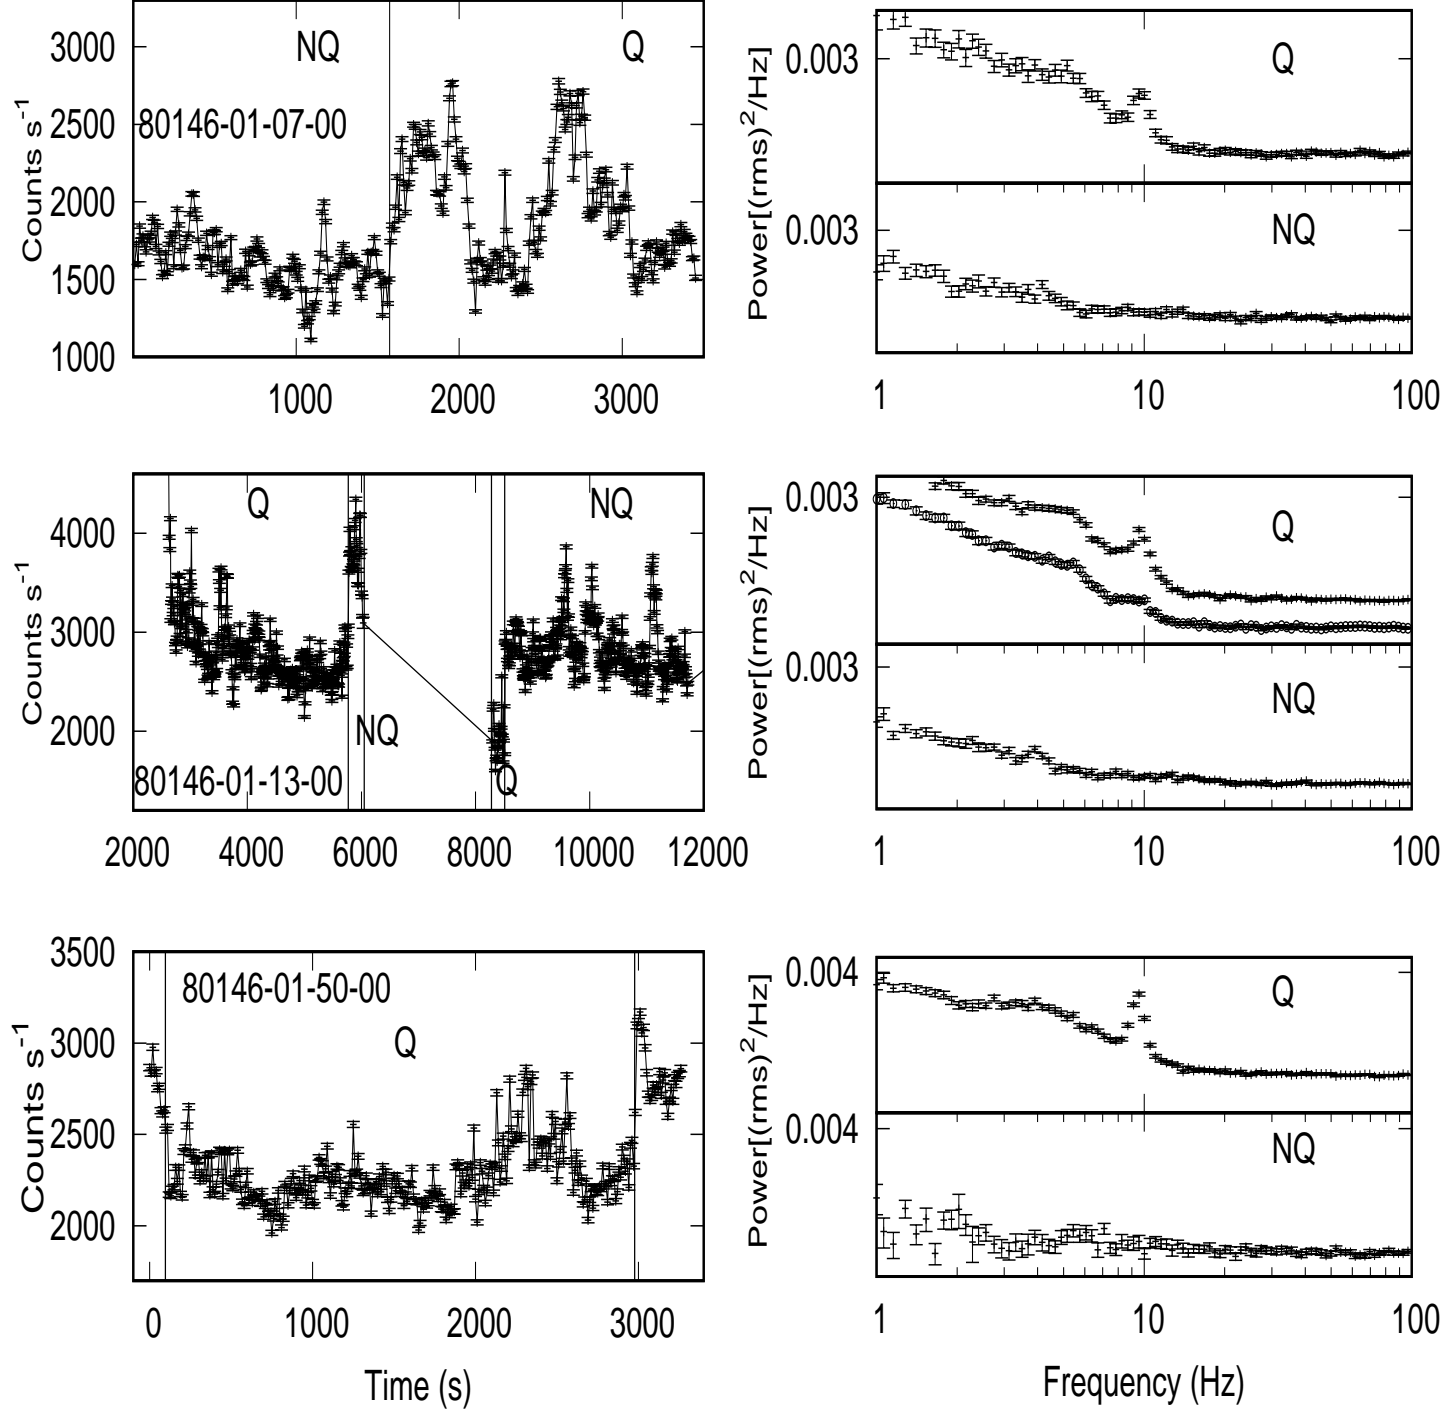 3300
3000
2500
2000
1500
1000
Counts s⁻¹
NQ
Q
80146-01-07-00
1000
2000
3000
Power[(rms)²/Hz]
0.003
Q
0.003
NQ
1
10
100
4000
3000
2000
Counts s⁻¹
Q
NQ
NQ
Q
80146-01-13-00
2000
4000
6000
8000
10000
12000
Power[(rms)²/Hz]
0.003
Q
0.003
NQ
1
10
100
3500
3000
2500
2000
Counts s⁻¹
80146-01-50-00
Q
0
1000
2000
3000
Time (s)
Power[(rms)²/Hz]
0.004
Q
0.004
NQ
1
10
100
Frequency (Hz)